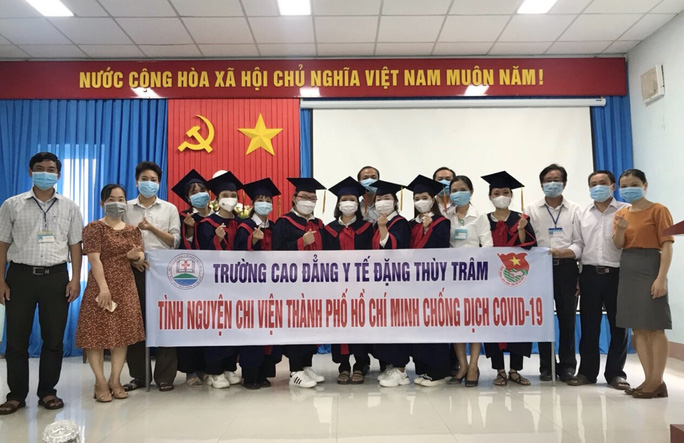 NƯỚC CỘNG HÒA XÃ HỘI CHỦ NGHĨA VIỆT NAM MUÔN NĂM!
TRƯỜNG CAO ĐẲNG Y TẾ ĐẶNG THÙY TRÂM
TÌNH NGUYỆN CHI VIỆN THÀNH PHỐ HỒ CHÍ MINH CHỐNG DỊCH COVID-19